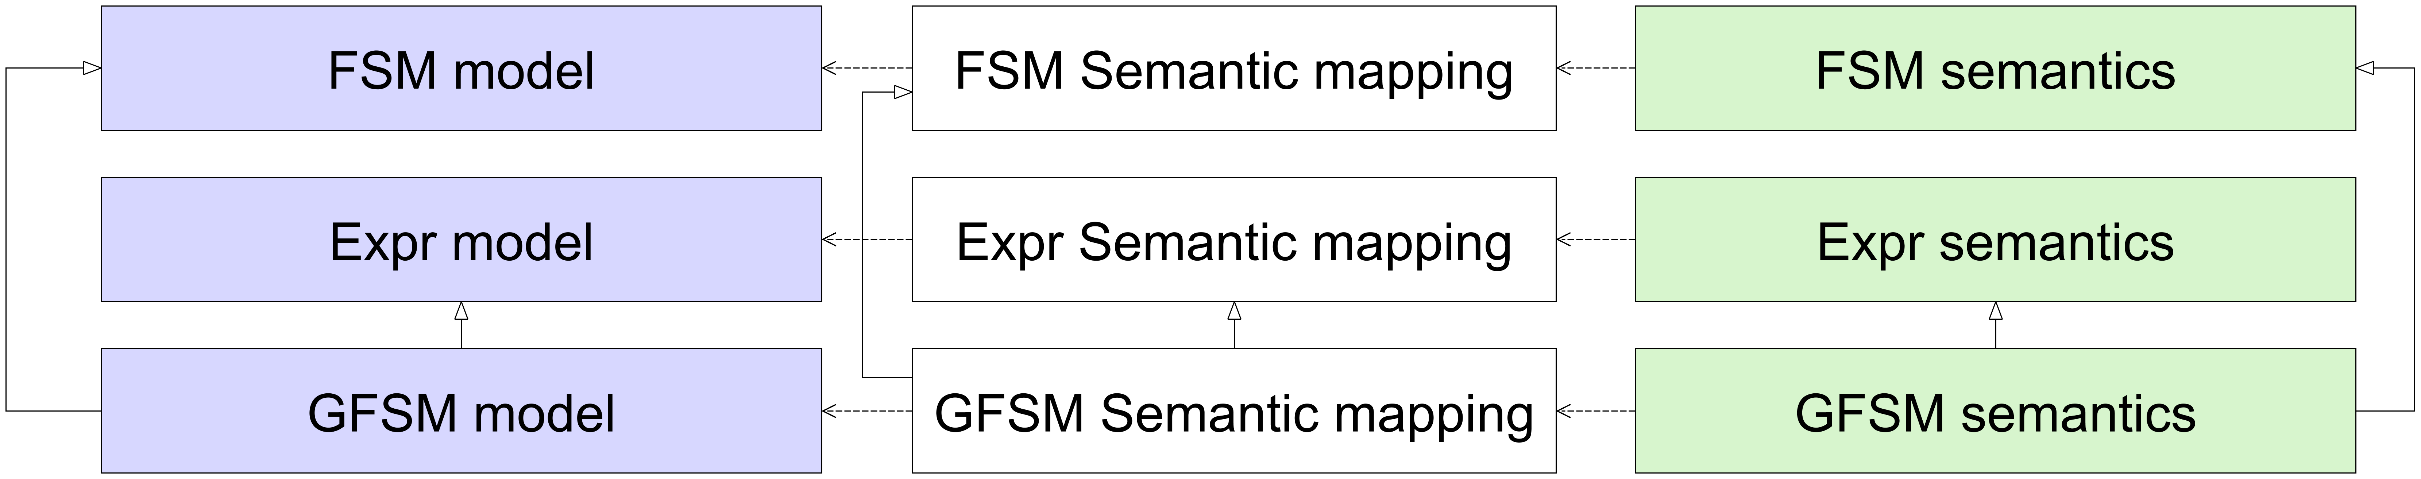 FSM model
FSM Semantic mapping
FSM semantics
Expr model
Expr Semantic mapping
Expr semantics
GFSM model
GFSM Semantic mapping
GFSM semantics